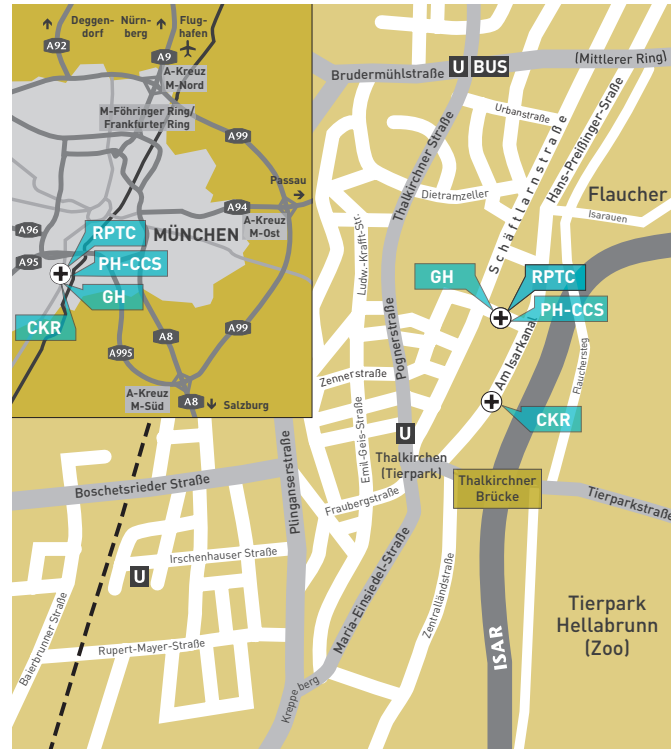 Deggen-
dorf
Nürn-
berg
Flug-
hafen
A92
A9
A-Kreuz
M-Nord
M-Föhringer Ring/
Frankfurter Ring
A99
Passau
A94
A-Kreuz
M-Ost
A96
A95
MÜNCHEN
RPTC
PH-CCS
GH
CKR
A995
A8
A99
A-Kreuz
M-Süd
A8
Salzburg
Brudermühlstraße
U BUS
(Mittlerer Ring)
Urbanstraße
Thalkirchner Straße
Schäftlarnstraße
Hans-Preißinger-Sraße
Dietramzeller
Flaucher
Isarauen
Ludw.-Kraft-Str.
GH
RPTC
PH-CCS
Am Isarkanal
Flauchersteg
Pognerstraße
Zennerstraße
CKR
Emil-Geis-Straße
U
Thalkirchen
(Tierpark)
Thalkirchner
Brücke
Tierparkstraße
Fraubergstraße
Boschetsrieder Straße
Plinganserstraße
Irschenhauser Straße
U
Maria-Einsiedel-Straße
Zentralländstraße
Baierbrunner Straße
Rupert-Mayer-Straße
Kreppe berg
ISAR
Tierpark
Hellabrunn
(Zoo)